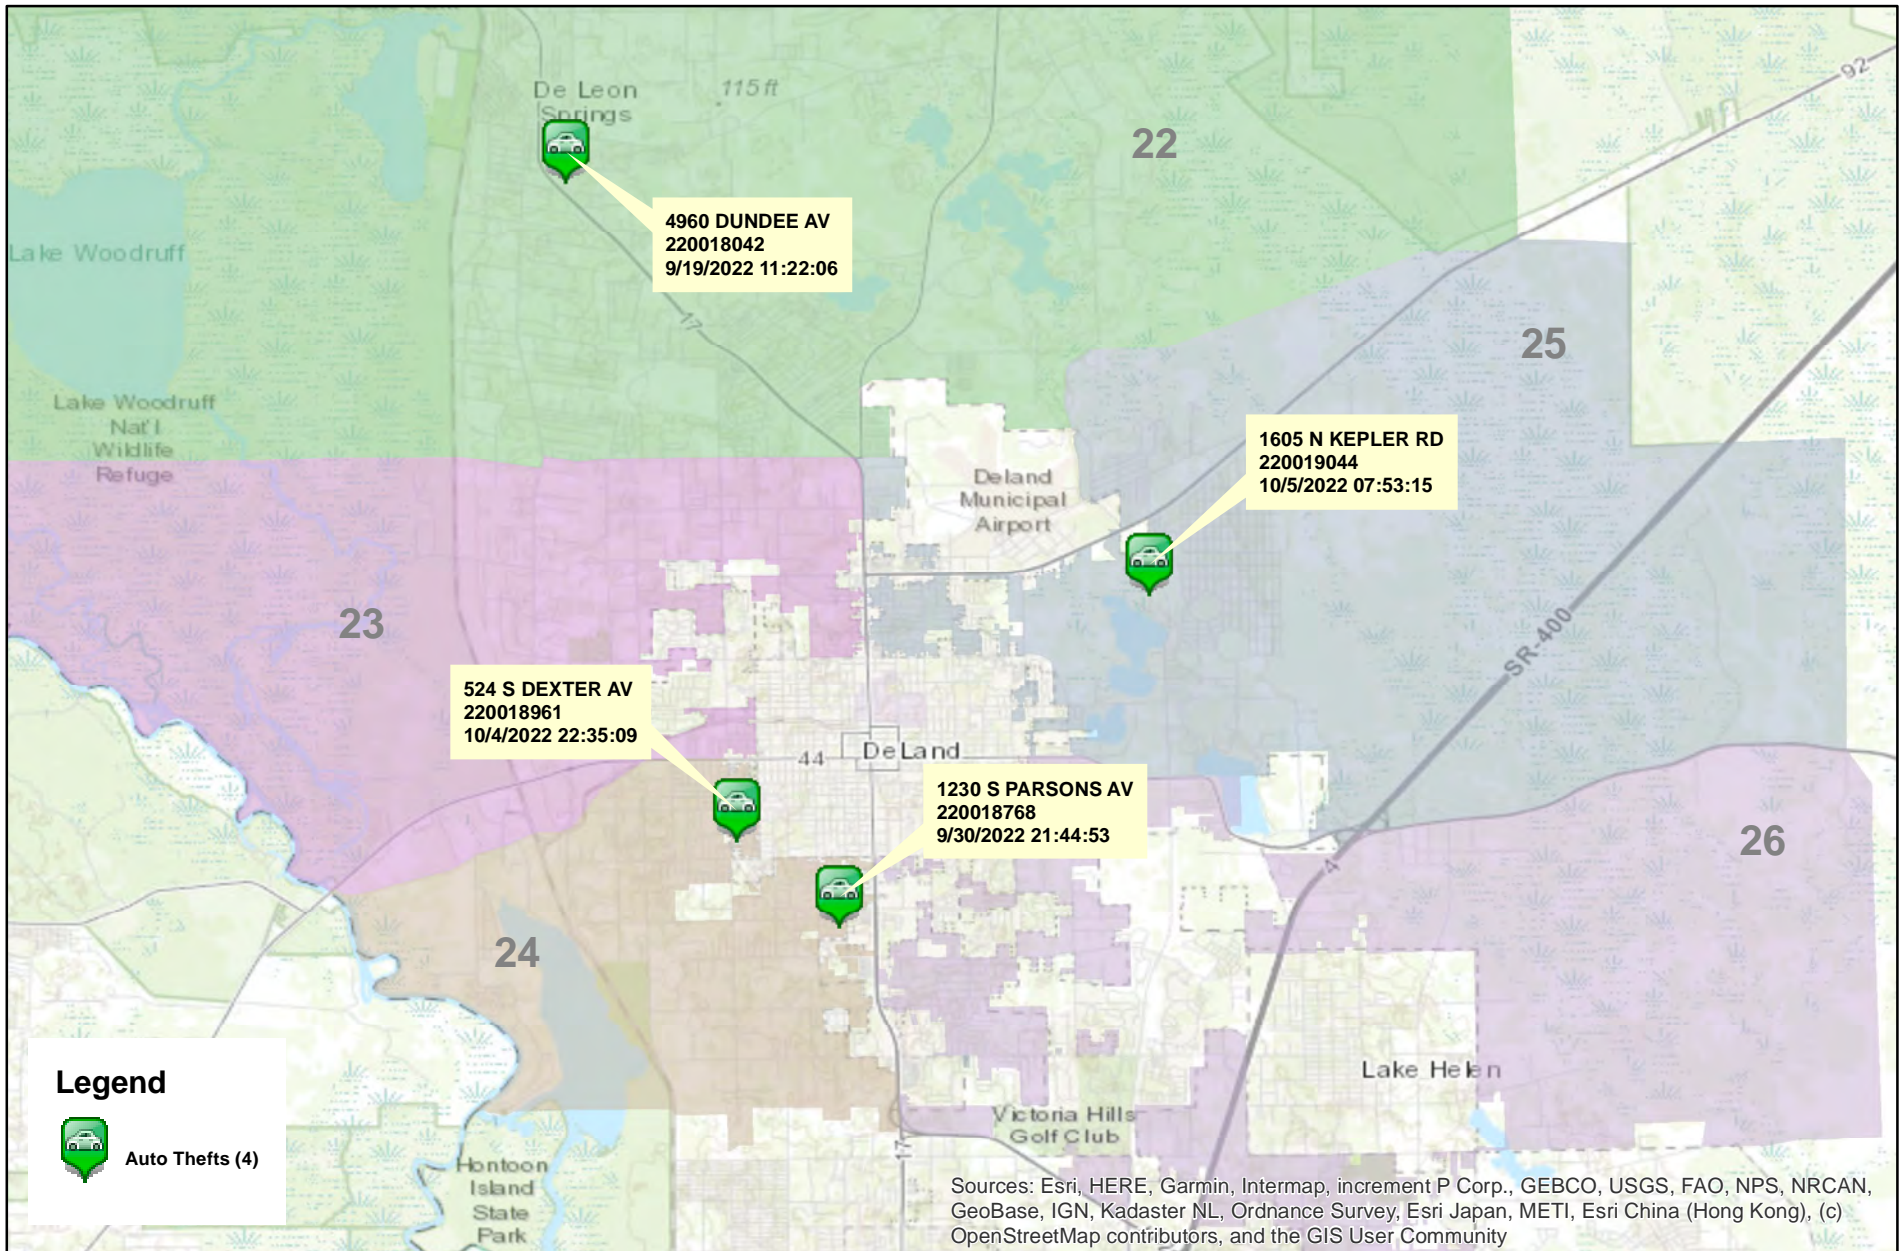 De Leon
Springs
115 ft
22
92
4ft
4960 DUNDEE AV
220018042
9/19/2022 11:22:06
Lake Woodruff
17
25
Lake Woodruff
Nat'l
Wildlife
Refuge
1605 N KEPLER RD
220019044
10/5/2022 07:53:15
Deland
Municipal
Airport
23
SR-400
524 S DEXTER AV
220018961
10/4/2022 22:35:09
44
DeLand
1230 S PARSONS AV
220018768
9/30/2022 21:44:53
26
4
24
Lake Helen
Legend
Auto Thefts (4)
Victoria Hills
Golf Club
17
Hontoon
Island
State
Park
Sources: Esri, HERE, Garmin, Intermap, increment P Corp., GEBCO, USGS, FAO, NPS, NRCAN,
GeoBase, IGN, Kadaster NL, Ordnance Survey, Esri Japan, METI, Esri China (Hong Kong), (c)
OpenStreetMap contributors, and the GIS User Community